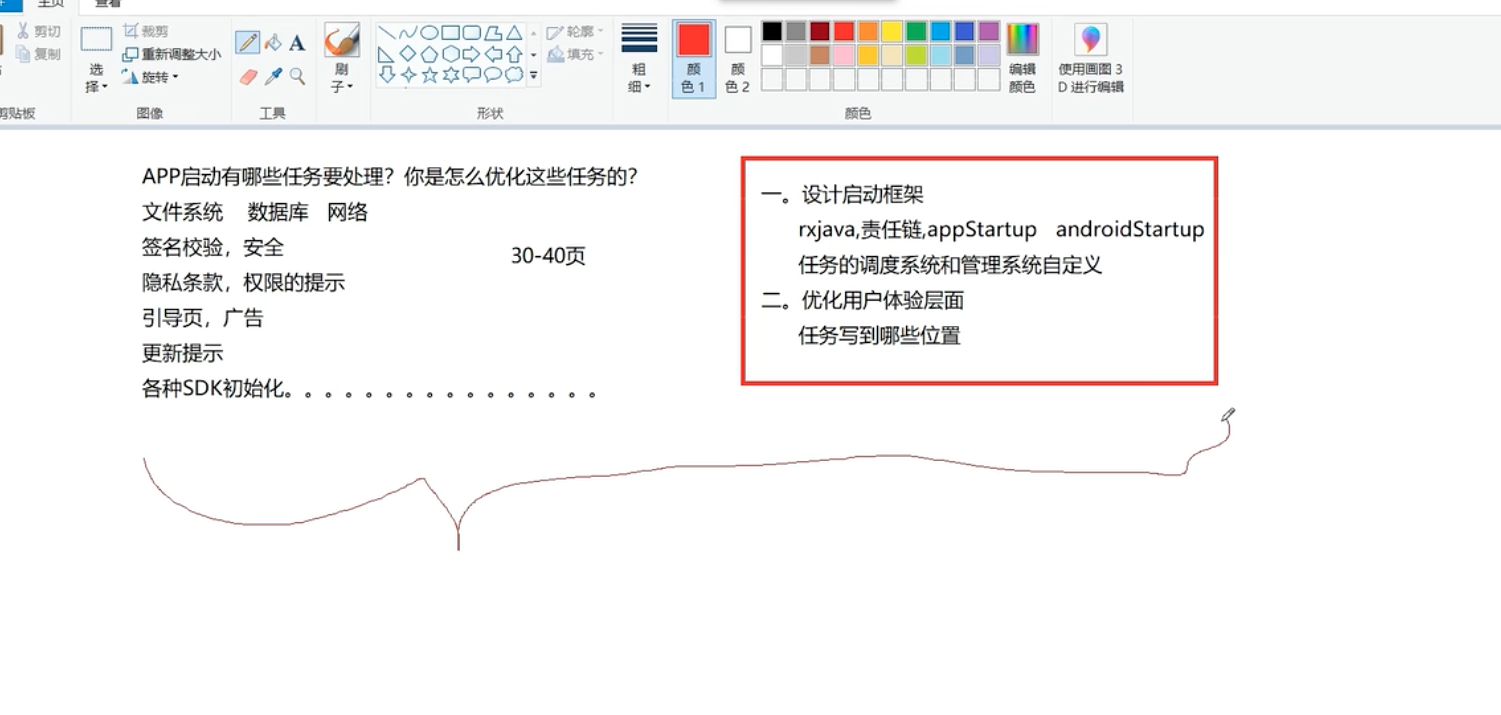 主页
查看
剪切
复制
剪贴板
选
择
裁剪
重新调整大小
旋转
图像
A
工具
刷
子
轮廓
填充
形状
粗
细
颜
色 1
颜
色 2
编辑
颜色
颜色
使用画图 3
D 进行编辑
APP启动有哪些任务要处理？你是怎么优化这些任务的？
文件系统 数据库 网络
签名校验，安全
30-40页
隐私条款，权限的提示
引导页，广告
更新提示
各种SDK初始化。。。。。。。。。。。。。。。。
一。设计启动框架
rxjava,责任链,appStartup androidStartup
任务的调度系统和管理系统自定义
二。优化用户体验层面
任务写到哪些位置